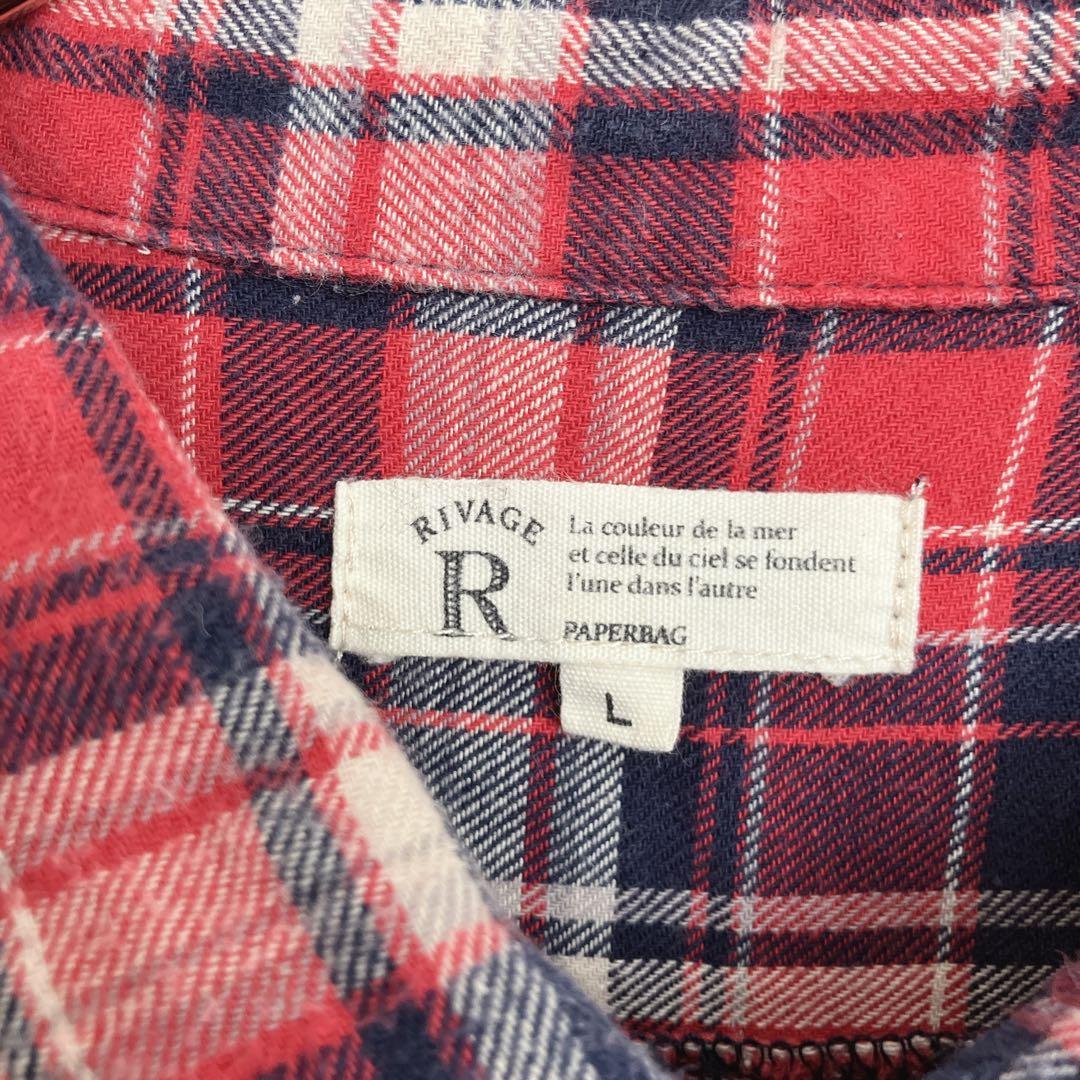 RIVAGE
R
La couleur de la mer
et celle du ciel se fondent
l'une dans l'autre
PAPERBAG
L